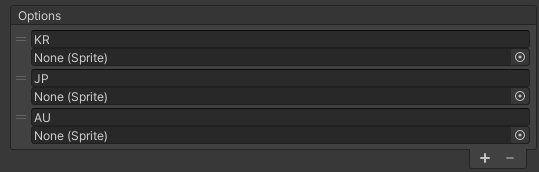 Options
KR
None (Sprite)
JP
None (Sprite)
AU
None (Sprite)